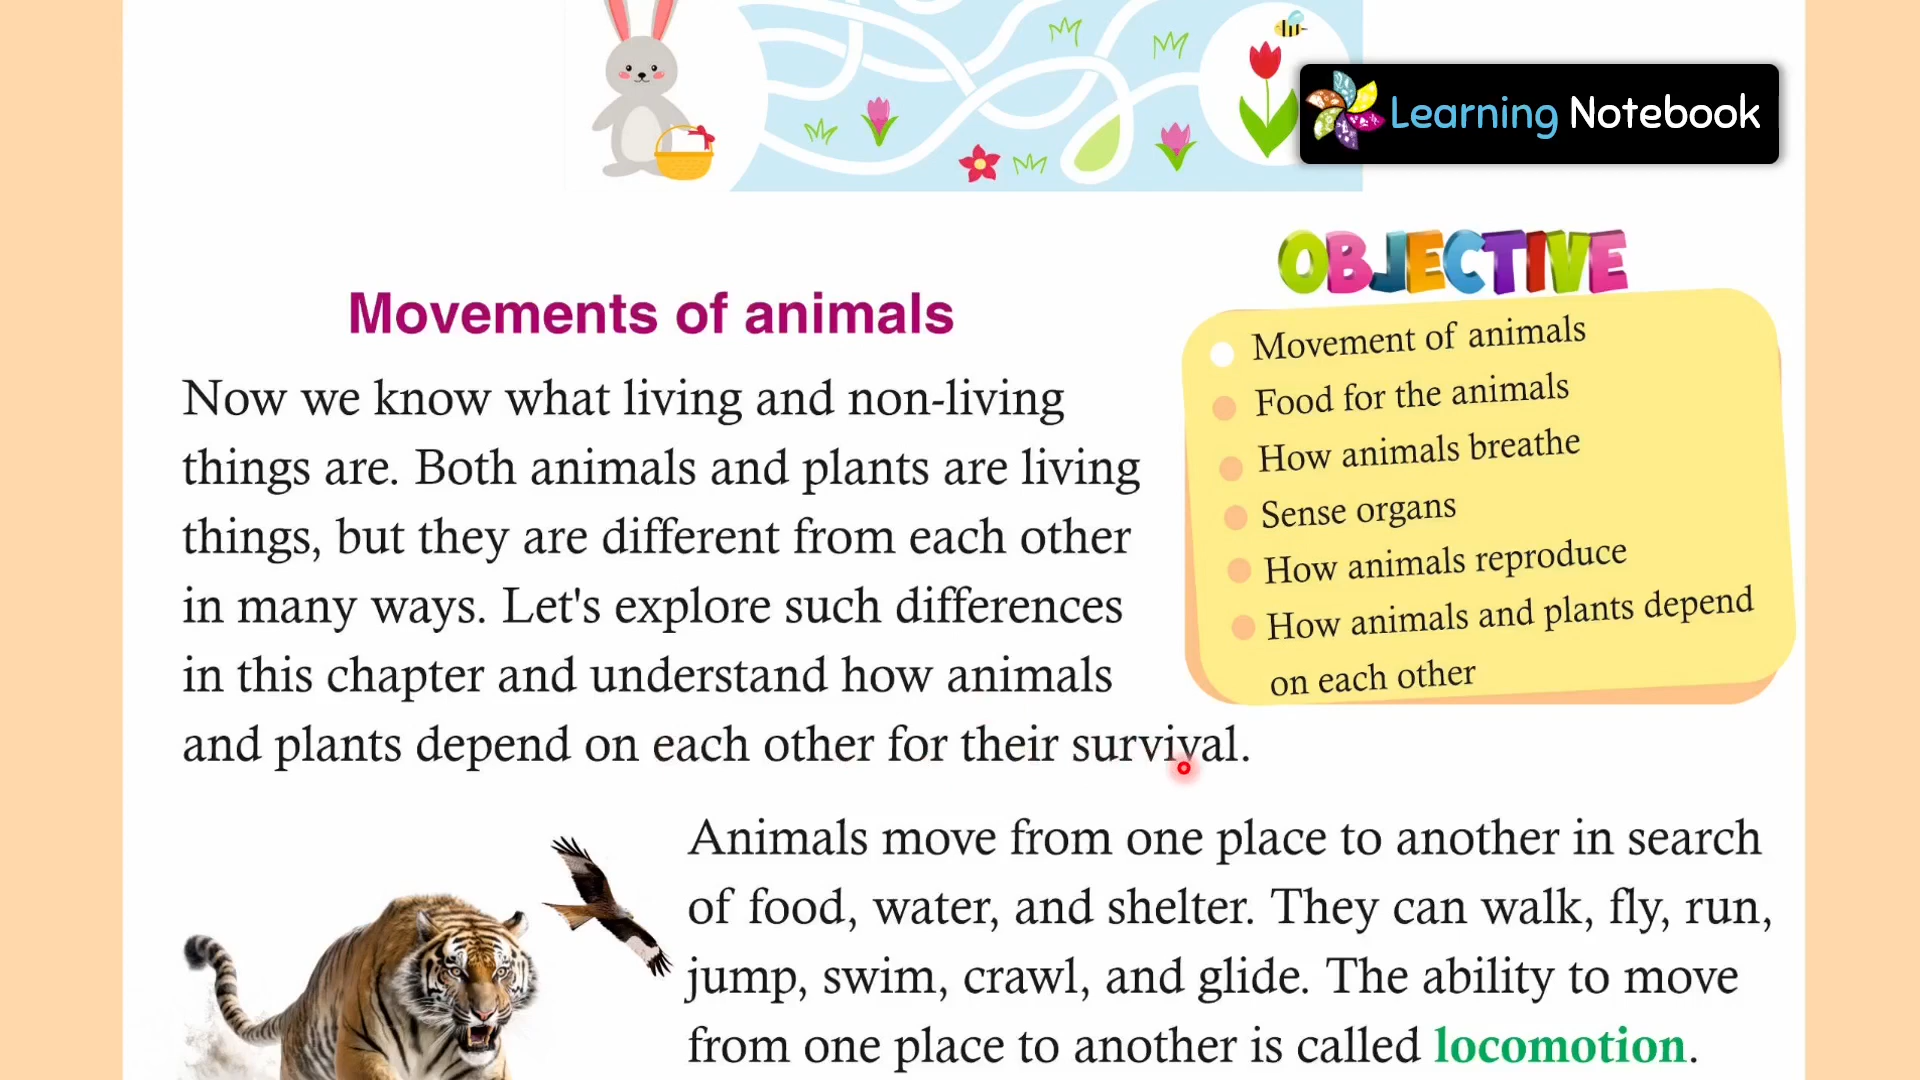 Learning Notebook
OBJECTIVE
Movements of animals
Movement of animals
Food for the animals
How animals breathe
Sense organs
How animals reproduce
How animals and plants depend
on each other
Now we know what living and non-living
things are. Both animals and plants are living
things, but they are different from each other
in many ways. Let's explore such differences
in this chapter and understand how animals
and plants depend on each other for their survival.
Animals move from one place to another in search
of food, water, and shelter. They can walk, fly, run,
jump, swim, crawl, and glide. The ability to move
from one place to another is called locomotion.